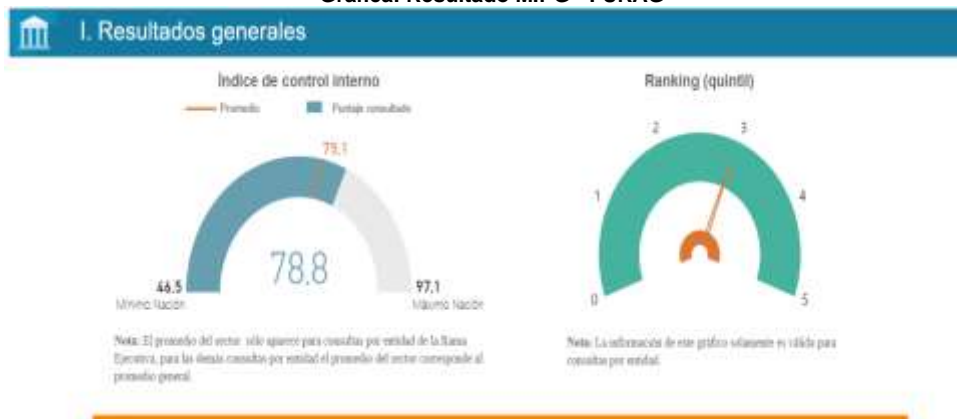 Gráfica. Resultado MIPG - FURAG
I. Resultados generales
Índice de control interno
Promedio
Puntaje consultado
75,1
78,8
46,5
Mínimo Nación
97,1
Máximo Nación
Nota: El promedio del sector sólo aparece para consultas por entidad de la Rama
Ejecutiva, para las demás consultas por entidad el promedio del sector corresponde al
promedio general.
Ranking (quintil)
0
1
2
3
4
5
Nota: La información de este gráfico solamente es válida para
consultas por entidad.